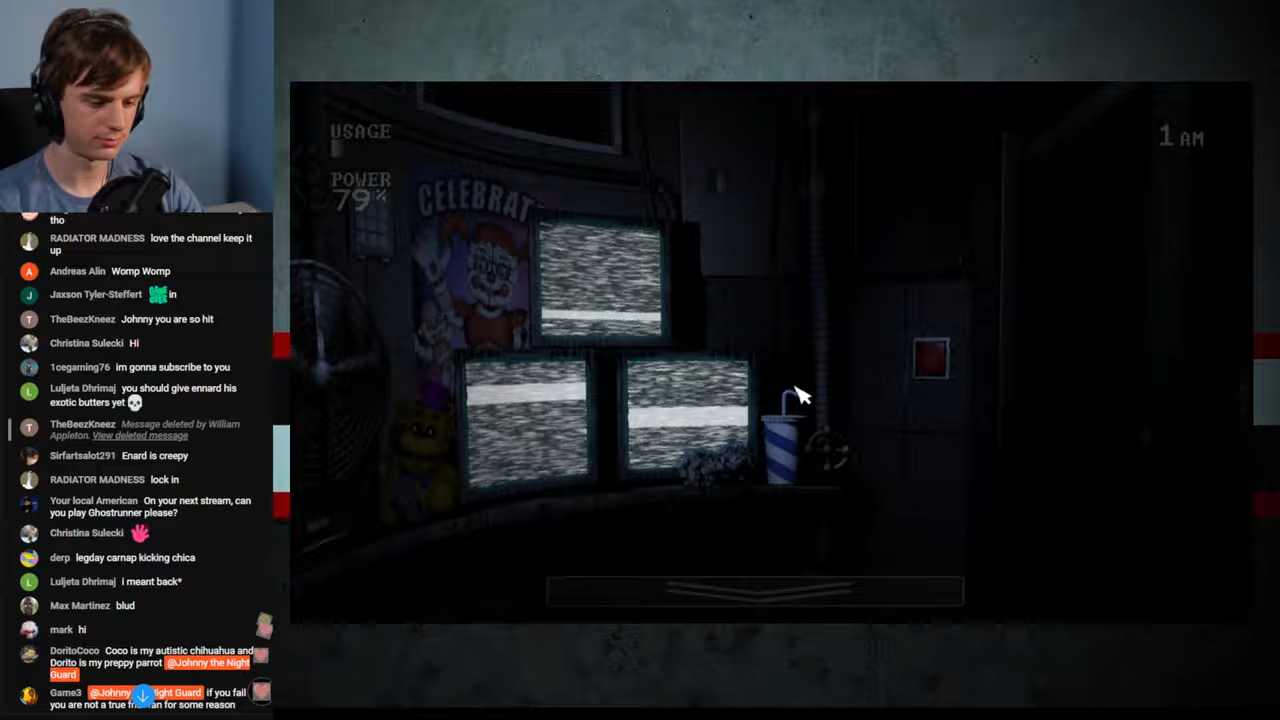 tho
RADIATOR MADNESS love the channel keep it
up
Andreas Alin Womp Womp
Jaxson Tyler-Steffert GAME OVER in
TheBeezKneez Johnny you are so hit
Christina Sulecki Hi
1cegaming76 im gonna subscribe to you
Luljeta Dhrimaj you should give ennard his
exotic butters yet
TheBeezKneez Message deleted by William
Appleton. View deleted message
Sirfartsalot291 Enard is creepy
RADIATOR MADNESS lock in
Your local American On your next stream, can
you play Ghostrunner please?
Christina Sulecki
derp legday carnap kicking chica
Luljeta Dhrimaj i meant back*
Max Martinez blud
mark hi
DoritoCoco Coco is my autistic chihuahua and
Dorito is my preppy parrot @Johnny the Night
Guard
Game3 @Johnny ight Guard if you fail
you are not a true fn an for some reason
USAGE
POWER
79%
1 AM
CELEBRAT